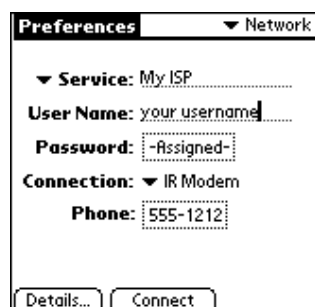 Preferences Network
Service: My ISP
User Name: your username
Password: -Assigned-
Connection: IR Modem
Phone: 555-1212
Details... Connect